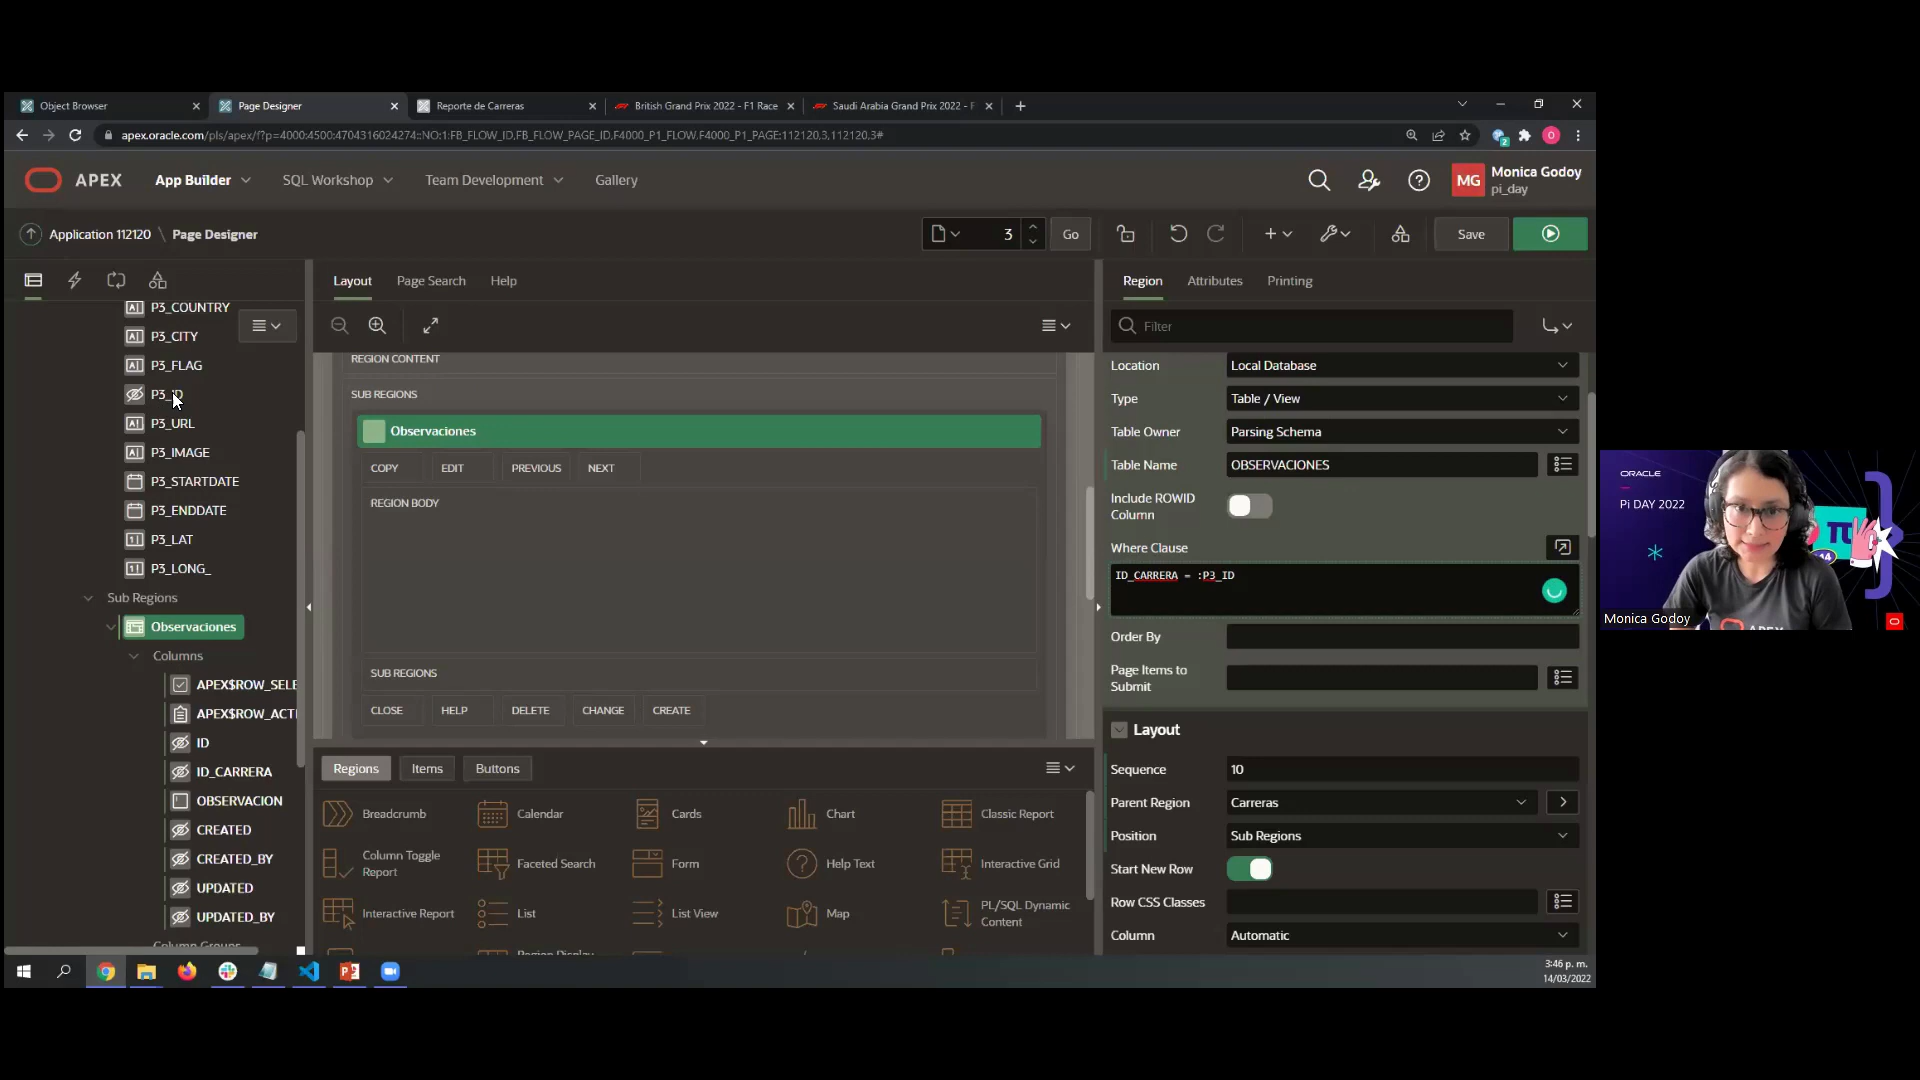 Object Browser
Page Designer
Reporte de Carreras
British Grand Prix 2022 - F1 Race
Saudi Arabia Grand Prix 2022 - F
apex.oracle.com/pls/apex/f?p=4000:4500:4704316024274::NO:1:FB_FLOW_ID,FB_FLOW_PAGE_ID,F4000_P1_FLOW,F4000_P1_PAGE:112120,3,112120,3#
APEX
App Builder
SQL Workshop
Team Development
Gallery
MG
Monica Godoy
pi_day
Application 112120 \ Page Designer
3
Go
Save
P3_COUNTRY
P3_CITY
P3_FLAG
P3_ID
P3_URL
P3_IMAGE
P3_STARTDATE
P3_ENDDATE
P3_LAT
P3_LONG_
Sub Regions
Observaciones
Columns
APEX$ROW_SELE
APEX$ROW_ACTI
ID
ID_CARRERA
OBSERVACION
CREATED
CREATED_BY
UPDATED
UPDATED_BY
Column Groups
Layout
Page Search
Help
REGION CONTENT
SUB REGIONS
Observaciones
COPY
EDIT
PREVIOUS
NEXT
REGION BODY
SUB REGIONS
CLOSE
HELP
DELETE
CHANGE
CREATE
Regions
Items
Buttons
Breadcrumb
Calendar
Cards
Chart
Classic Report
Column Toggle
Report
Faceted Search
Form
Help Text
Interactive Grid
Interactive Report
List
List View
Map
PL/SQL Dynamic
Content
Region Display
Region
Attributes
Printing
Filter
Location
Local Database
Type
Table / View
Table Owner
Parsing Schema
Table Name
OBSERVACIONES
Include ROWID
Column
Where Clause
ID_CARRERA = :P3_ID
Order By
Page Items to
Submit
Layout
Sequence
10
Parent Region
Carreras
Position
Sub Regions
Start New Row
Row CSS Classes
Column
Automatic
3:46 p. m.
14/03/2022
ORACLE
Pi DAY 2022
14
APEX
Monica Godoy